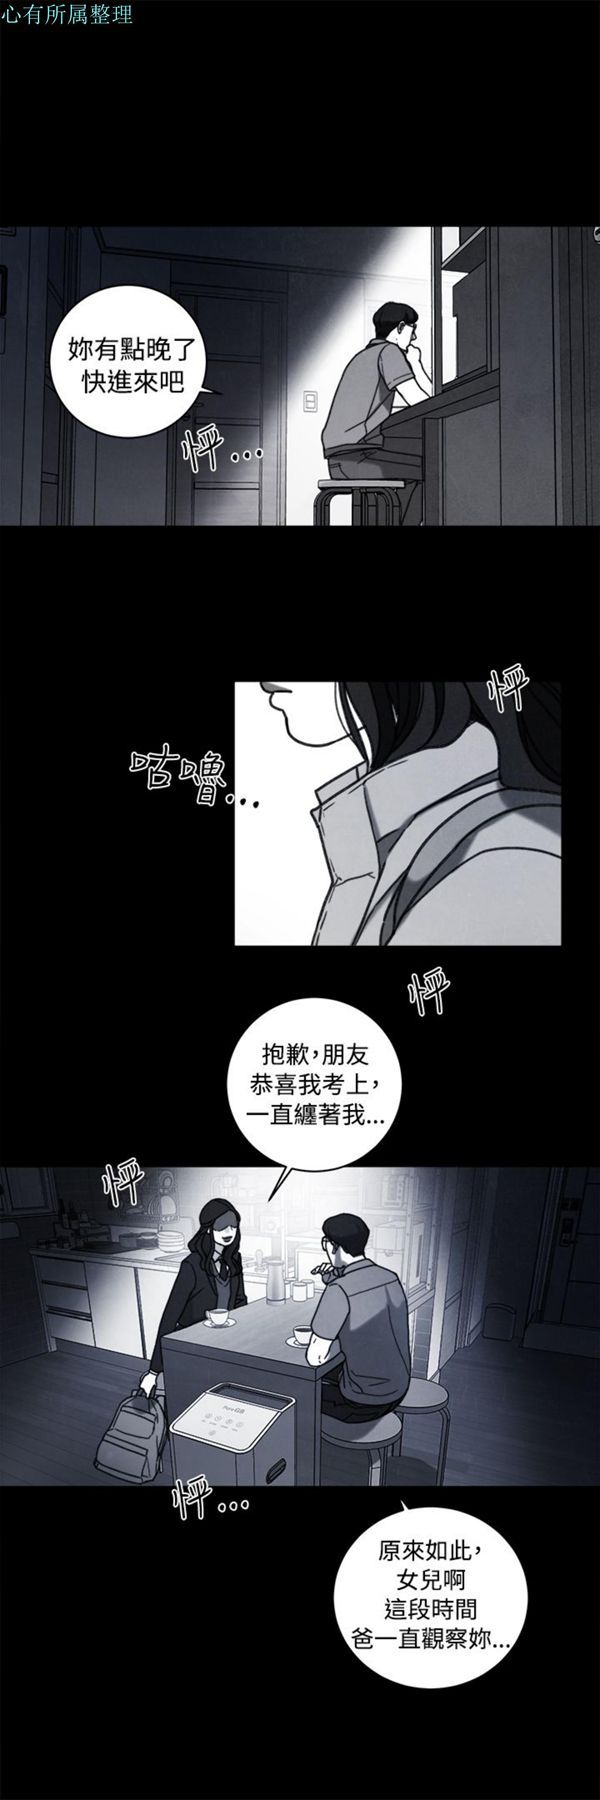 心有所属整理
妳有點晚了
快進來吧
怦...
怦
咕嚕...
怦
抱歉，朋友
恭喜我考上，
一直纏著我...
怦
怦...
原來如此，
女兒啊
這段時間
爸一直觀察妳...